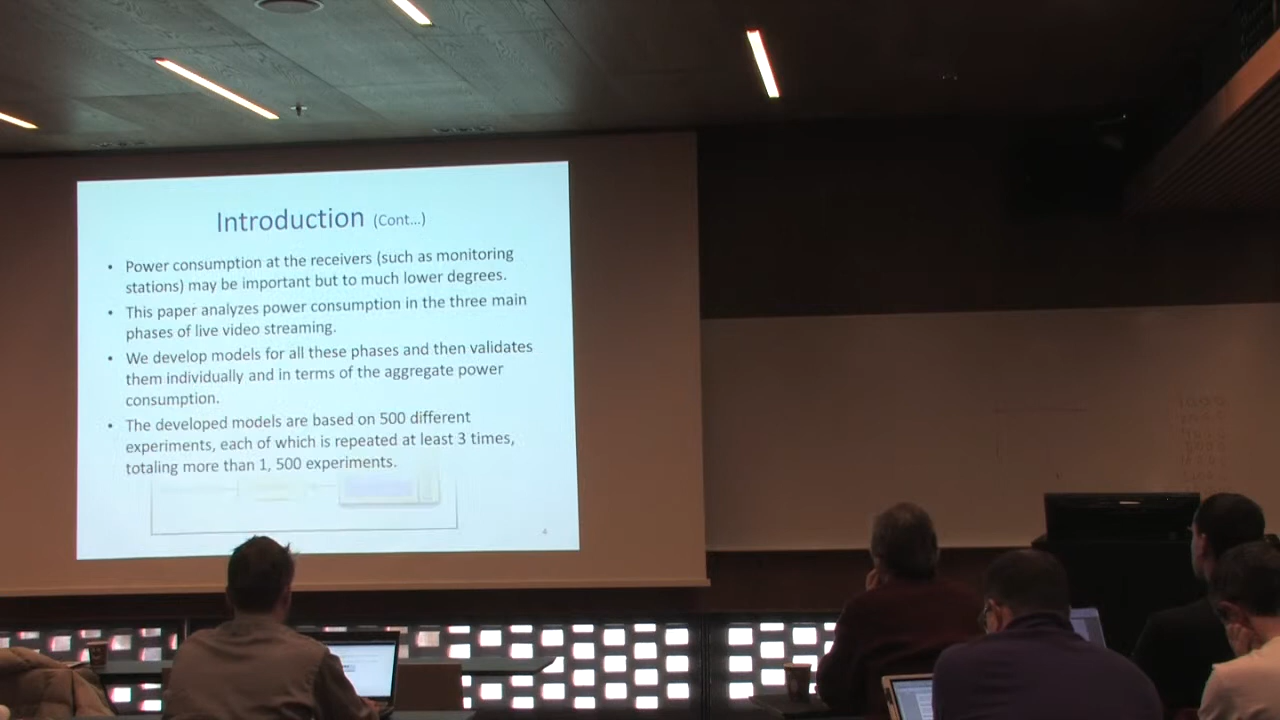 Introduction (Cont...)
• Power consumption at the receivers (such as monitoring
stations) may be important but to much lower degrees.
• This paper analyzes power consumption in the three main
phases of live video streaming.
• We develop models for all these phases and then validates
them individually and in terms of the aggregate power
consumption.
• The developed models are based on 500 different
experiments, each of which is repeated at least 3 times,
totaling more than 1, 500 experiments.
4